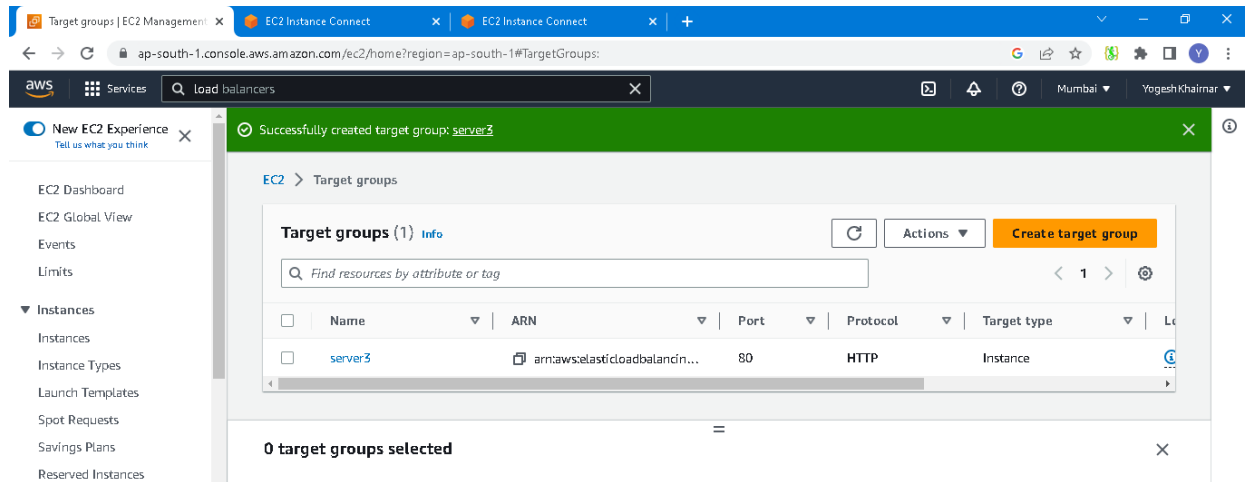 Target groups | EC2 Management
EC2 Instance Connect
EC2 Instance Connect
ap-south-1.console.aws.amazon.com/ec2/home?region=ap-south-1#TargetGroups:
G
Y
aws
Services
load balancers
Mumbai
Yogesh Khairnar
New EC2 Experience
Tell us what you think
Successfully created target group: server3
EC2 Dashboard
EC2 Global View
Events
Limits
Instances
Instances
Instance Types
Launch Templates
Spot Requests
Savings Plans
Reserved Instances
EC2 > Target groups
Target groups (1) Info
Actions
Create target group
Find resources by attribute or tag
1
Name ARN Port Protocol Target type
server3 arn:aws:elasticloadbalancin... 80 HTTP Instance
0 target groups selected